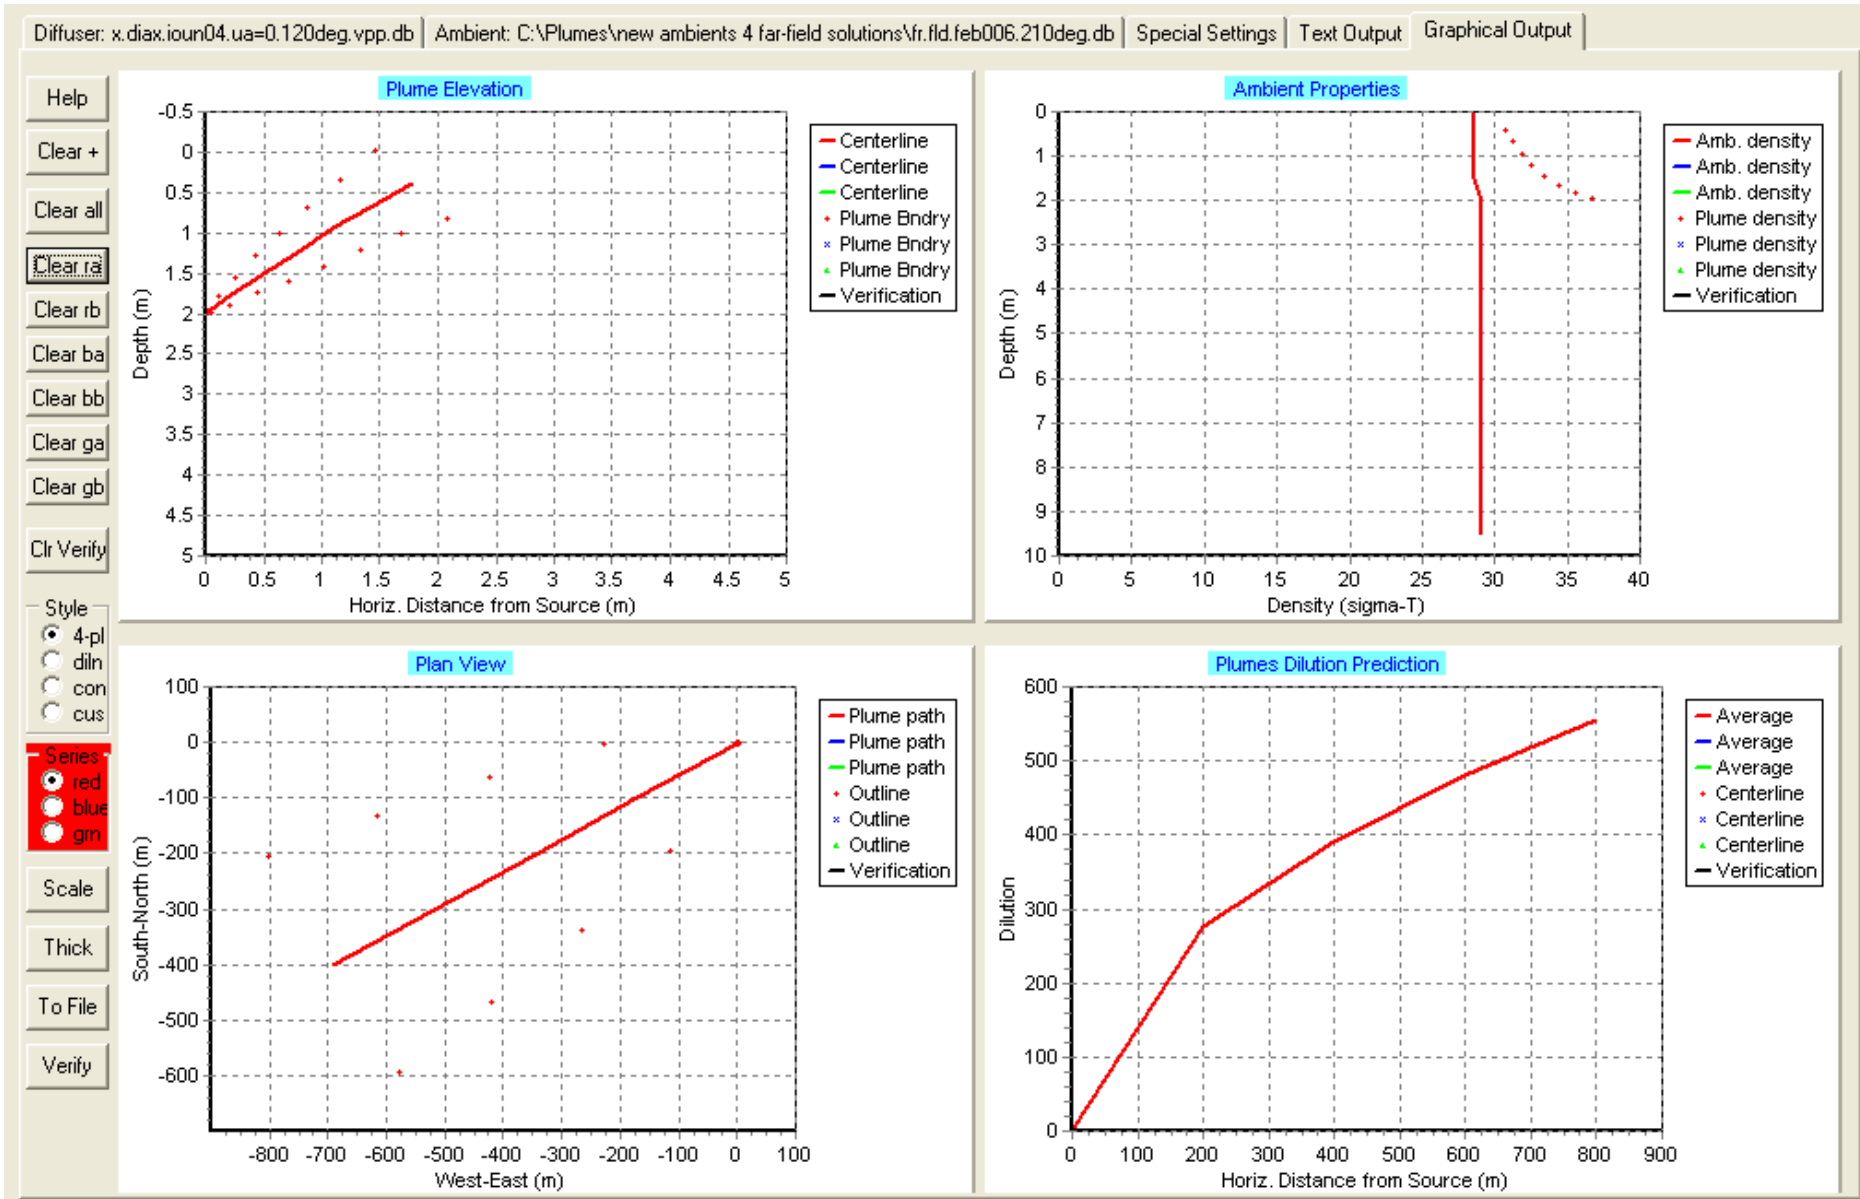 Diffuser: x.diax.ioun04.ua=0.120deg.vpp.db Ambient: C:\Plumes\new ambients 4 far-field solutions\fr.fld.feb006.210deg.db Special Settings Text Output Graphical Output
Help
Clear +
Clear all
Clear ra
Clear rb
Clear ba
Clear bb
Clear ga
Clear gb
Clr Verify
Style
4-pl
diln
con
cus
Series
red
blue
grn
Scale
Thick
To File
Verify
Plume Elevation
-0.5
0
0.5
1
1.5
2
2.5
3
3.5
4
4.5
5
Depth (m)
0 0.5 1 1.5 2 2.5 3 3.5 4 4.5 5
Horiz. Distance from Source (m)
Centerline
Centerline
Centerline
Plume Bndry
Plume Bndry
Plume Bndry
Verification
Ambient Properties
0
1
2
3
4
5
6
7
8
9
10
Depth (m)
0 5 10 15 20 25 30 35 40
Density (sigma-T)
Amb. density
Amb. density
Amb. density
Plume density
Plume density
Plume density
Verification
Plan View
100
0
-100
-200
-300
-400
-500
-600
South-North (m)
-800 -700 -600 -500 -400 -300 -200 -100 0 100
West-East (m)
Plume path
Plume path
Plume path
Outline
Outline
Outline
Verification
Plumes Dilution Prediction
600
500
400
300
200
100
0
Dilution
0 100 200 300 400 500 600 700 800 900
Horiz. Distance from Source (m)
Average
Average
Average
Centerline
Centerline
Centerline
Verification